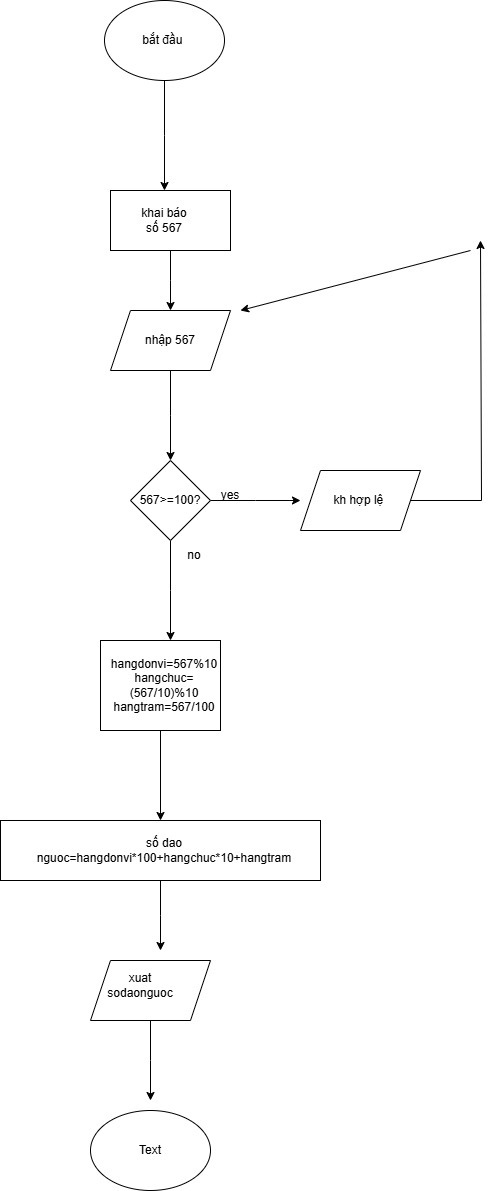 bắt đầu
khai báo
số 567
nhập 567
567>=100?
yes
kh hợp lệ
no
hangdonvi=567%10
hangchuc=
(567/10)%10
hangtram=567/100
số dao
nguoc=hangdonvi*100+hangchuc*10+hangtram
xuat
sodaonguoc
Text